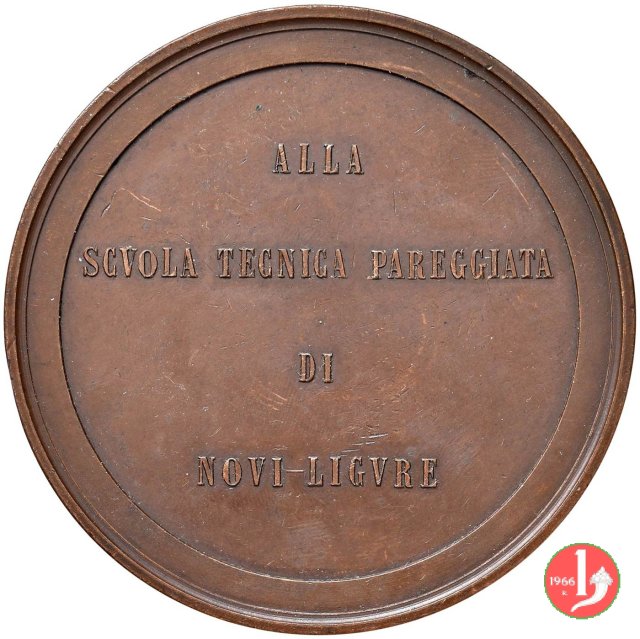 ALLA
SCVOLA TECNICA PAREGGIATA
DI
NOVI-LIGVRE
1966